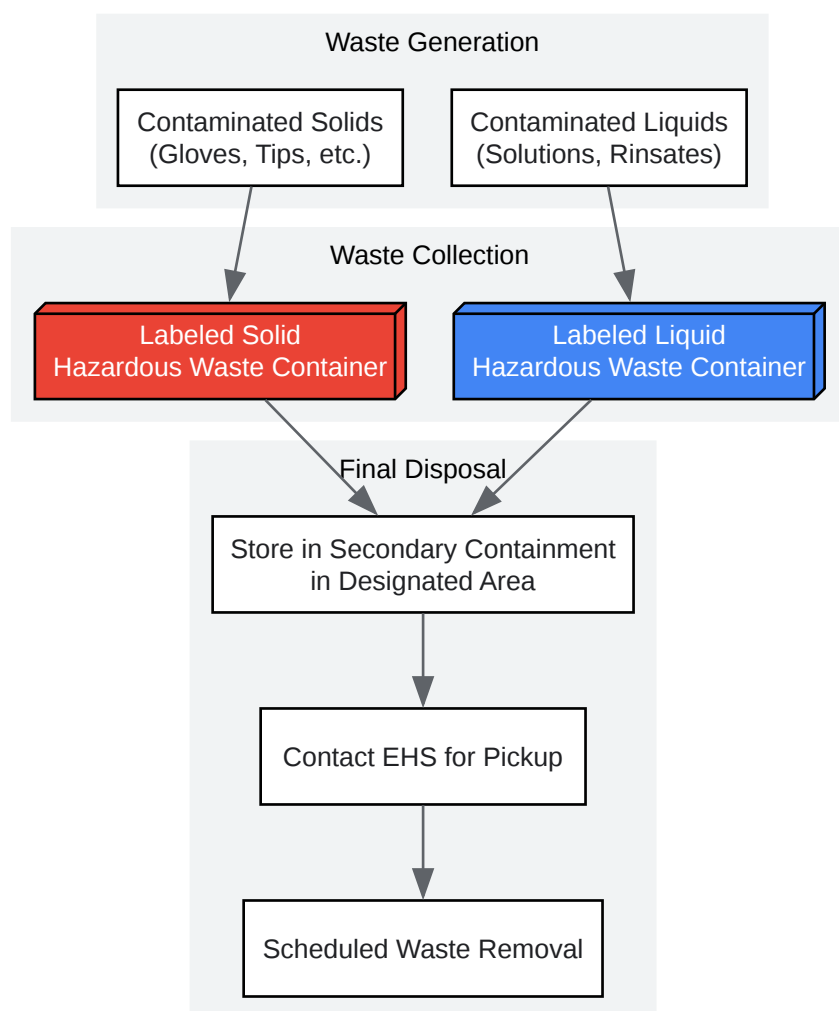 Waste Generation
Contaminated Solids
(Gloves, Tips, etc.)
Contaminated Liquids
(Solutions, Rinsates)
Waste Collection
Labeled Solid
Hazardous Waste Container
Labeled Liquid
Hazardous Waste Container
Final Disposal
Store in Secondary Containment
in Designated Area
Contact EHS for Pickup
Scheduled Waste Removal